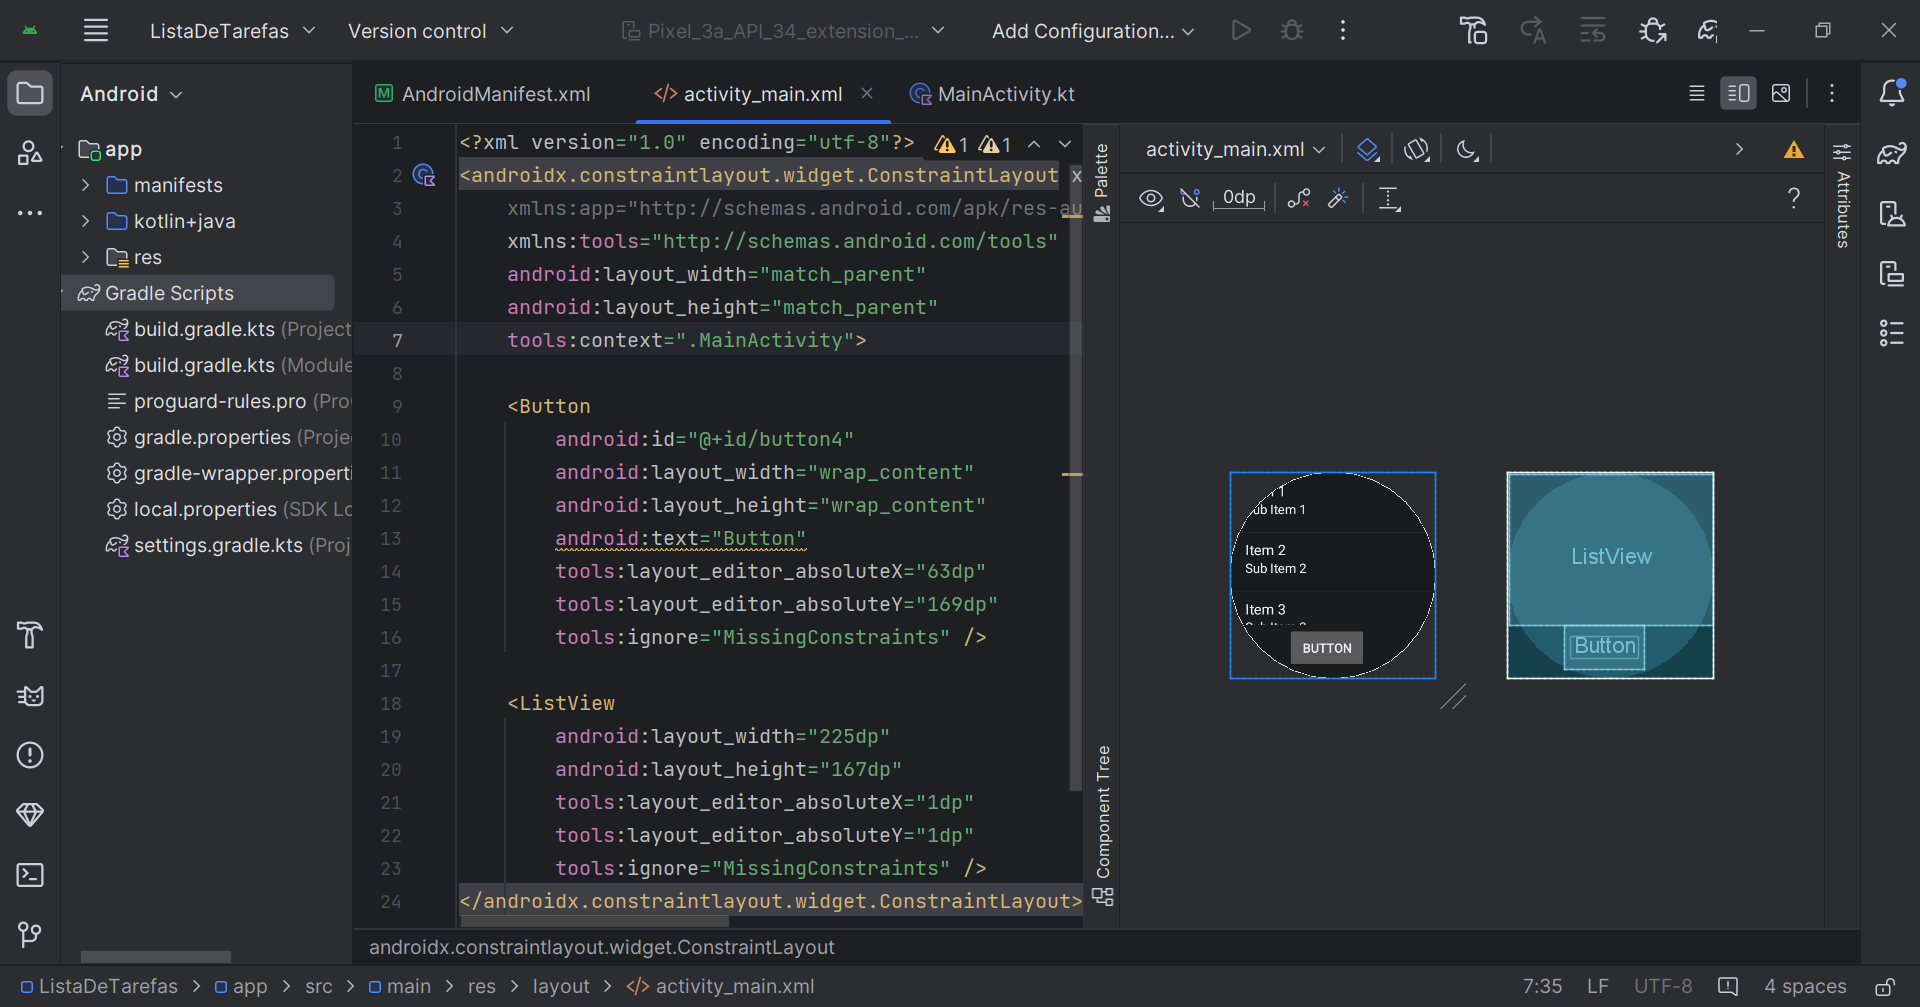 ListaDeTarefas
Version control
Pixel_3a_API_34_extension_...
Add Configuration...
Android
AndroidManifest.xml
activity_main.xml
MainActivity.kt
app
manifests
kotlin+java
res
Gradle Scripts
build.gradle.kts (Project
build.gradle.kts (Module
proguard-rules.pro (Pro
gradle.properties (Proje
gradle-wrapper.properti
local.properties (SDK Lo
settings.gradle.kts (Proj
1 <?xml version="1.0" encoding="utf-8"?>
1 1
2 <androidx.constraintlayout.widget.ConstraintLayout x
3 xmlns:app="http://schemas.android.com/apk/res-au
4 xmlns:tools="http://schemas.android.com/tools"
5 android:layout_width="match_parent"
6 android:layout_height="match_parent"
7 tools:context=".MainActivity">
8
9 <Button
10 android:id="@+id/button4"
11 android:layout_width="wrap_content"
12 android:layout_height="wrap_content"
13 android:text="Button"
14 tools:layout_editor_absoluteX="63dp"
15 tools:layout_editor_absoluteY="169dp"
16 tools:ignore="MissingConstraints" />
17
18 <ListView
19 android:layout_width="225dp"
20 android:layout_height="167dp"
21 tools:layout_editor_absoluteX="1dp"
22 tools:layout_editor_absoluteY="1dp"
23 tools:ignore="MissingConstraints" />
24 </androidx.constraintlayout.widget.ConstraintLayout>
androidx.constraintlayout.widget.ConstraintLayout
Palette
Component Tree
activity_main.xml
0dp
?
Attributes
1
ub Item 1
Item 2
Sub Item 2
Item 3
BUTTON
ListView
Button
ListaDeTarefas > app > src > main > res > layout > activity_main.xml
7:35 LF UTF-8 4 spaces